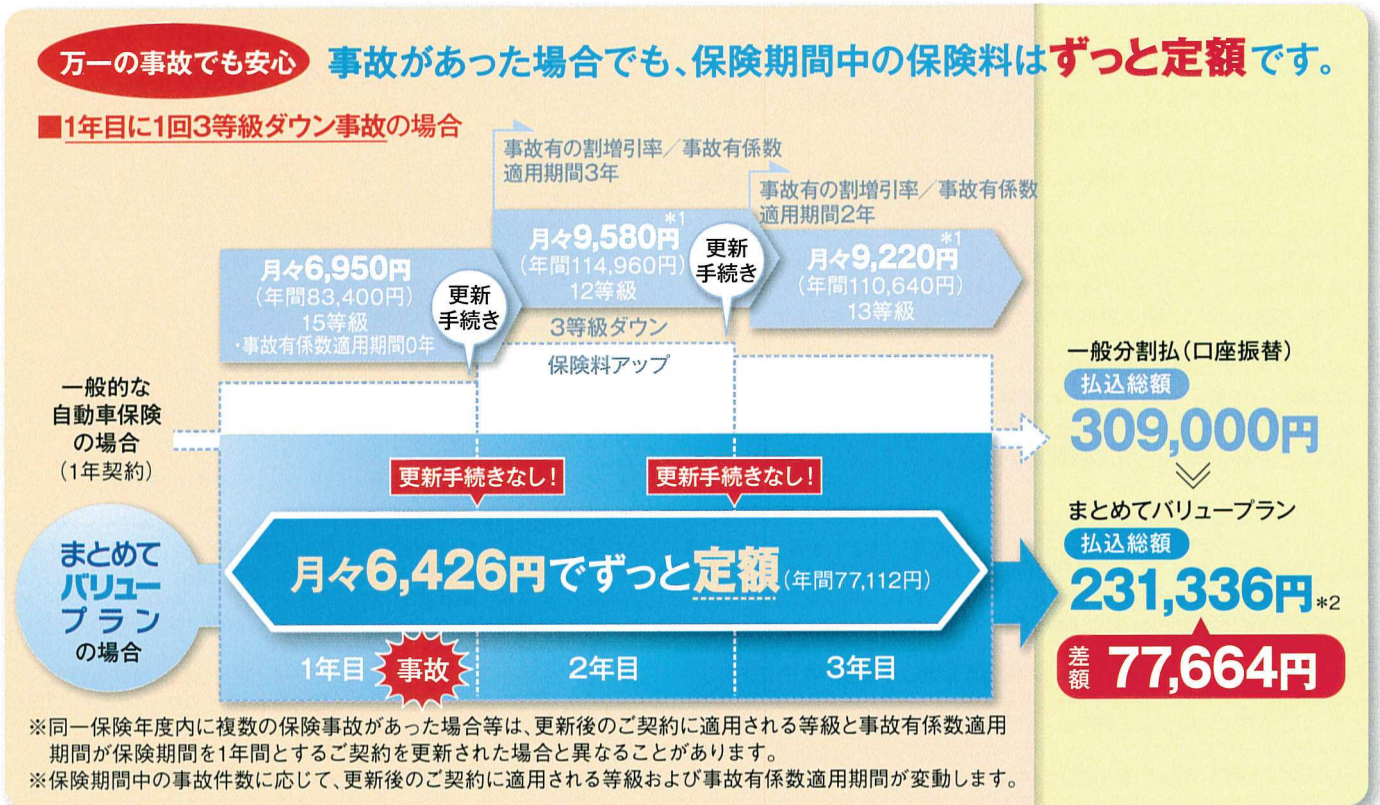 万一の事故でも安心
事故があった場合でも、保険期間中の保険料はずっと定額です。
■1年目に1回3等級ダウン事故の場合
事故有の割増引率／事故有係数
適用期間3年
事故有の割増引率／事故有係数
適用期間2年
月々6,950円
（年間83,400円）
15等級
・事故有係数適用期間0年
更新
手続き
月々9,580円*1
（年間114,960円）
12等級
更新
手続き
月々9,220円*1
（年間110,640円）
13等級
3等級ダウン
保険料アップ
一般的な
自動車保険
の場合
（1年契約）
一般分割払（口座振替）
払込総額
309,000円
更新手続きなし！
更新手続きなし！
まとめて
バリュー
プラン
の場合
月々6,426円でずっと定額（年間77,112円）
1年目
事故
2年目
3年目
まとめてバリュープラン
払込総額
231,336円*2
差額
77,664円
※同一保険年度内に複数の保険事故があった場合等は、更新後のご契約に適用される等級と事故有係数適用
期間が保険期間を1年間とするご契約を更新された場合と異なることがあります。
※保険期間中の事故件数に応じて、更新後のご契約に適用される等級および事故有係数適用期間が変動します。